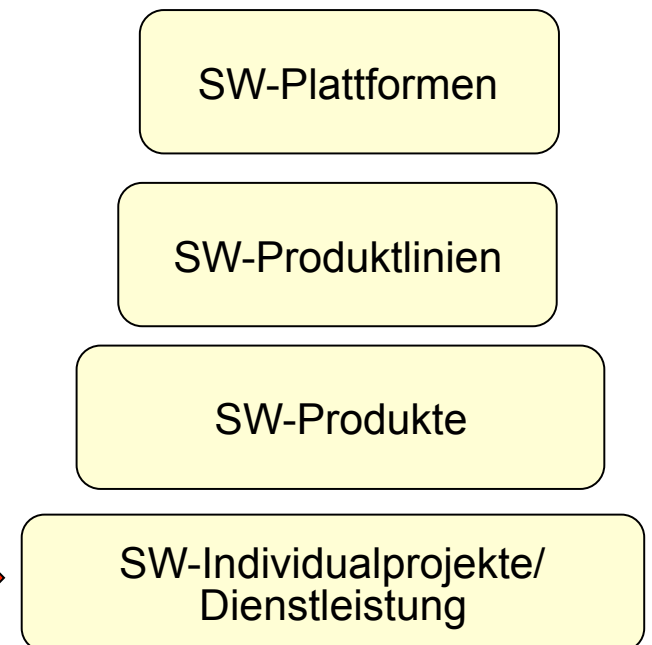 SW-Plattformen
SW-Produktlinien
SW-Produkte
SW-Individualprojekte/
Dienstleistung